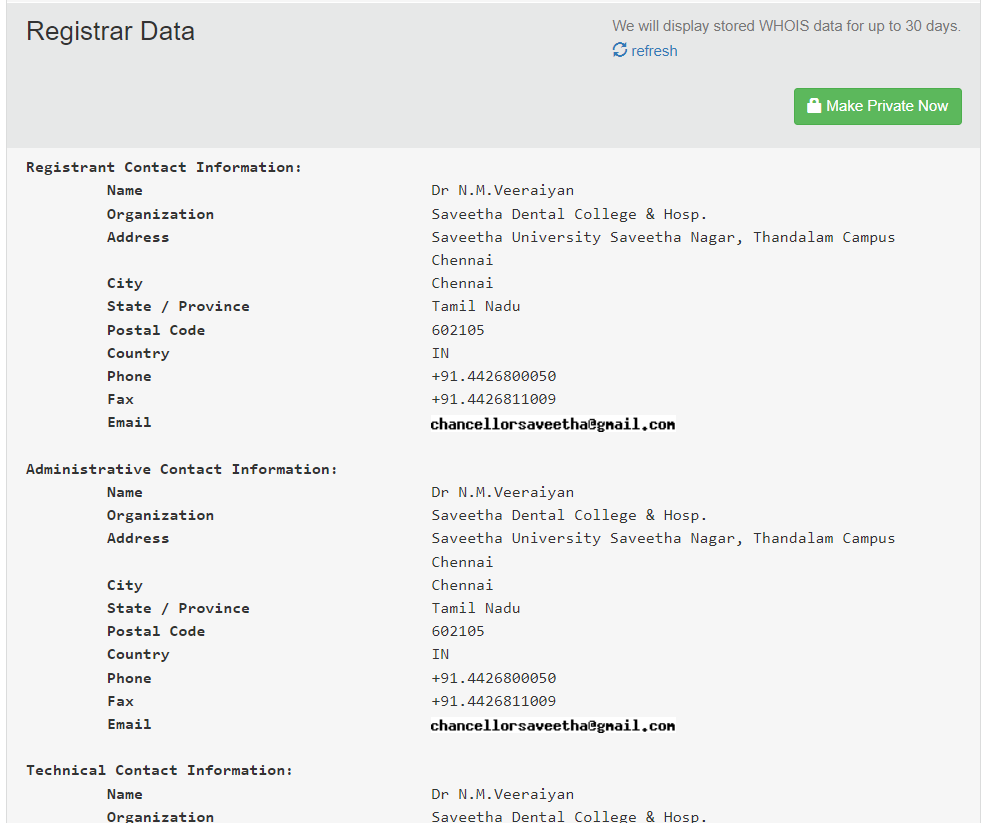 Registrar Data
We will display stored WHOIS data for up to 30 days.
refresh
Make Private Now
Registrant Contact Information:
Name Dr N.M.Veeraiyan
Organization Saveetha Dental College & Hosp.
Address Saveetha University Saveetha Nagar, Thandalam Campus
Chennai
City Chennai
State / Province Tamil Nadu
Postal Code 602105
Country IN
Phone +91.4426800050
Fax +91.4426811009
Email chancellorsaveetha@gmail.com
Administrative Contact Information:
Name Dr N.M.Veeraiyan
Organization Saveetha Dental College & Hosp.
Address Saveetha University Saveetha Nagar, Thandalam Campus
Chennai
City Chennai
State / Province Tamil Nadu
Postal Code 602105
Country IN
Phone +91.4426800050
Fax +91.4426811009
Email chancellorsaveetha@gmail.com
Technical Contact Information:
Name Dr N.M.Veeraiyan
Organization Saveetha Dental College & Hosp.